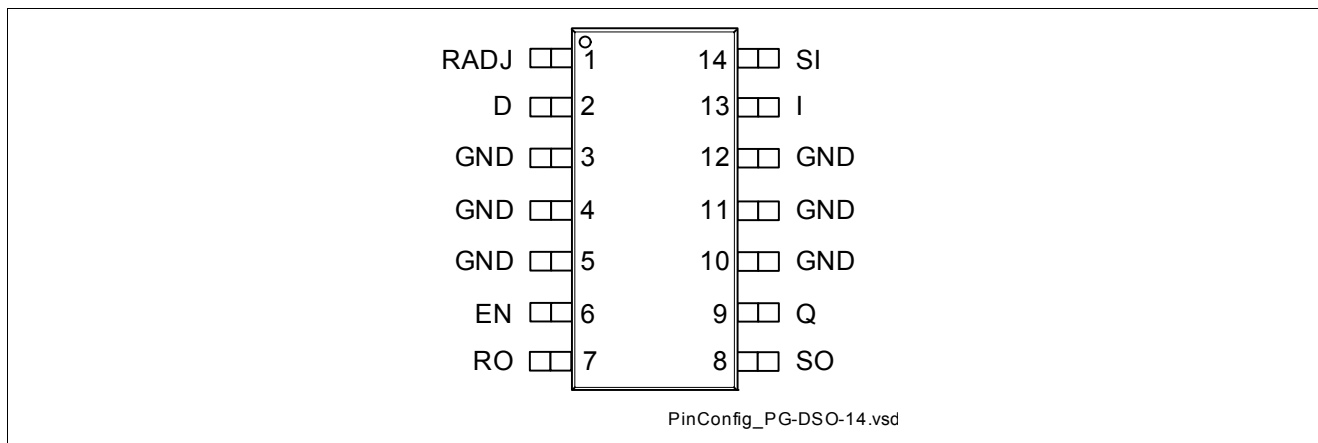 RADJ 1 14 SI
D 2 13 I
GND 3 12 GND
GND 4 11 GND
GND 5 10 GND
EN 6 9 Q
RO 7 8 SO
PinConfig_PG-DSO-14.vsd